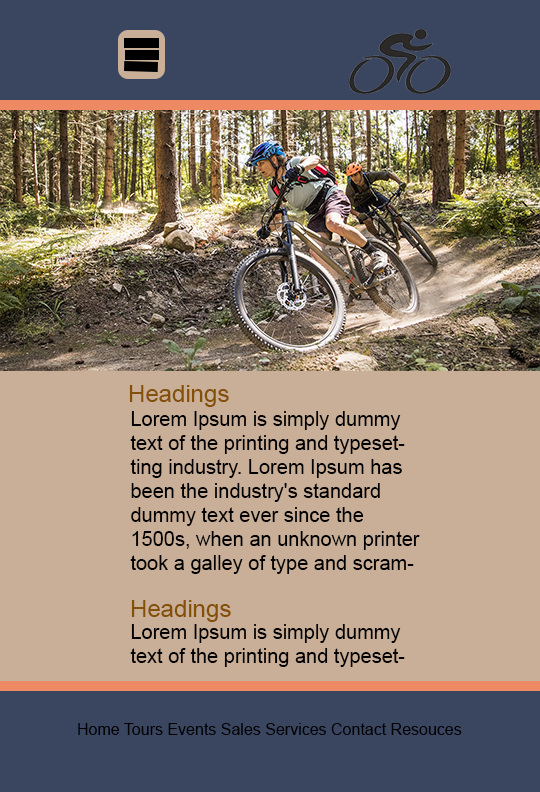 Headings
Lorem Ipsum is simply dummy
text of the printing and typeset-
ting industry. Lorem Ipsum has
been the industry's standard
dummy text ever since the
1500s, when an unknown printer
took a galley of type and scram-
Headings
Lorem Ipsum is simply dummy
text of the printing and typeset-
Home Tours Events Sales Services Contact Resouces